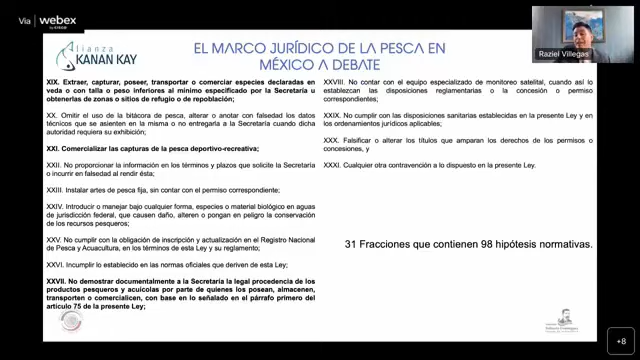 Vía webex
by CISCO
Alianza
KANAN KAY
EL MARCO JURÍDICO DE LA PESCA EN
MÉXICO A DEBATE
Raziel Villegas
XIX. Extraer, capturar, poseer, transportar o comerciar especies declaradas en
veda o con talla o peso inferiores al mínimo especificado por la Secretaría u
obtenerlas de zonas o sitios de refugio o de repoblación;
XX. Omitir el uso de la bitácora de pesca, alterar o anotar con falsedad los datos
técnicos que se asienten en la misma o no entregarla a la Secretaría cuando dicha
autoridad requiera su exhibición;
XXI. Comercializar las capturas de la pesca deportivo-recreativa;
XXII. No proporcionar la información en los términos y plazos que solicite la Secretaría
o incurrir en falsedad al rendir ésta;
XXIII. Instalar artes de pesca fija, sin contar con el permiso correspondiente;
XXIV. Introducir o manejar bajo cualquier forma, especies o material biológico en aguas
de jurisdicción federal, que causen daño, alteren o pongan en peligro la conservación
de los recursos pesqueros;
XXV. No cumplir con la obligación de inscripción y actualización en el Registro Nacional
de Pesca y Acuacultura, en los términos de esta Ley y su reglamento;
XXVI. Incumplir lo establecido en las normas oficiales que deriven de esta Ley;
XXVII. No demostrar documentalmente a la Secretaría la legal procedencia de los
productos pesqueros y acuícolas por parte de quienes los posean, almacenen,
transporten o comercialicen, con base en lo señalado en el párrafo primero del
artículo 75 de la presente Ley;
XXVIII. No contar con el equipo especializado de monitoreo satelital, cuando así lo
establezcan las disposiciones reglamentarias o la concesión o permiso
correspondientes;
XXIX. No cumplir con las disposiciones sanitarias establecidas en la presente Ley y en
los ordenamientos jurídicos aplicables;
XXX. Falsificar o alterar los títulos que amparan los derechos de los permisos o
concesiones, y
XXXI. Cualquier otra contravención a lo dispuesto en la presente Ley.
31 Fracciones que contienen 98 hipótesis normativas.
+8